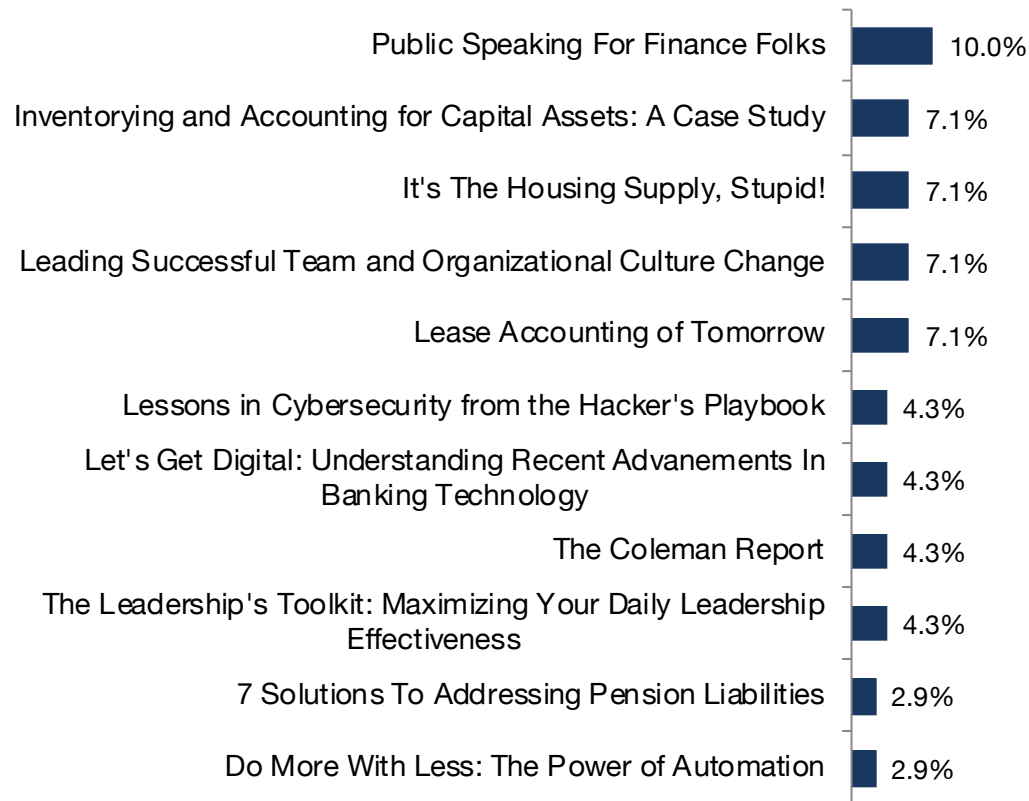 Public Speaking For Finance Folks 10.0%
Inventorying and Accounting for Capital Assets: A Case Study 7.1%
It's The Housing Supply, Stupid! 7.1%
Leading Successful Team and Organizational Culture Change 7.1%
Lease Accounting of Tomorrow 7.1%
Lessons in Cybersecurity from the Hacker's Playbook 4.3%
Let's Get Digital: Understanding Recent Advanements In
Banking Technology 4.3%
The Coleman Report 4.3%
The Leadership's Toolkit: Maximizing Your Daily Leadership
Effectiveness 4.3%
7 Solutions To Addressing Pension Liabilities 2.9%
Do More With Less: The Power of Automation 2.9%